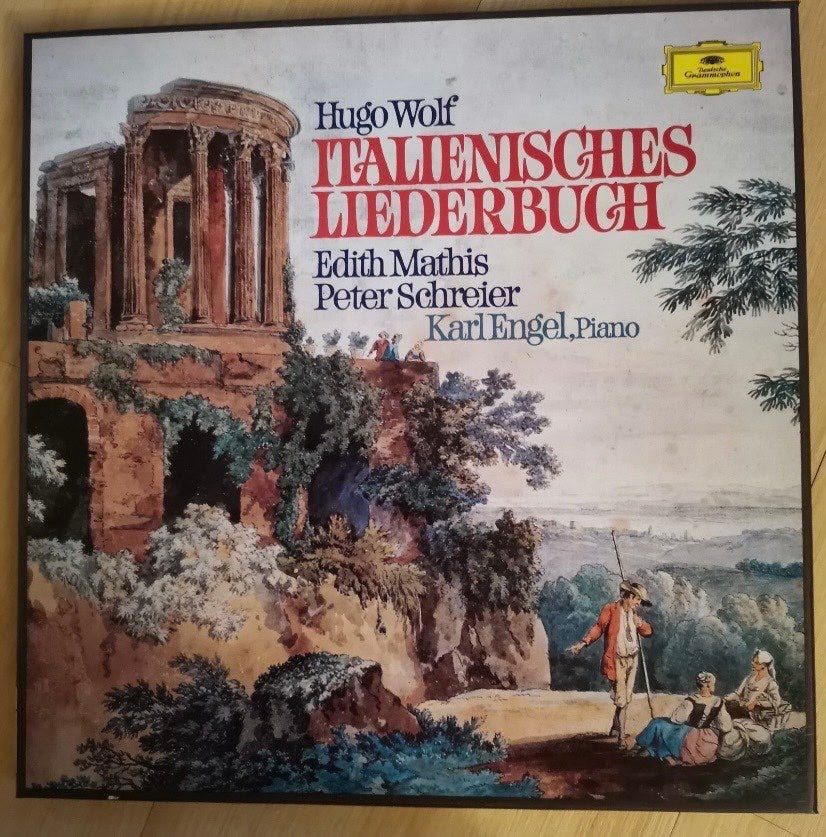 Deutsche
Grammophon
Hugo Wolf
ITALIENISCHES
LIEDERBUCH
Edith Mathis
Peter Schreier
Karl Engel, Piano